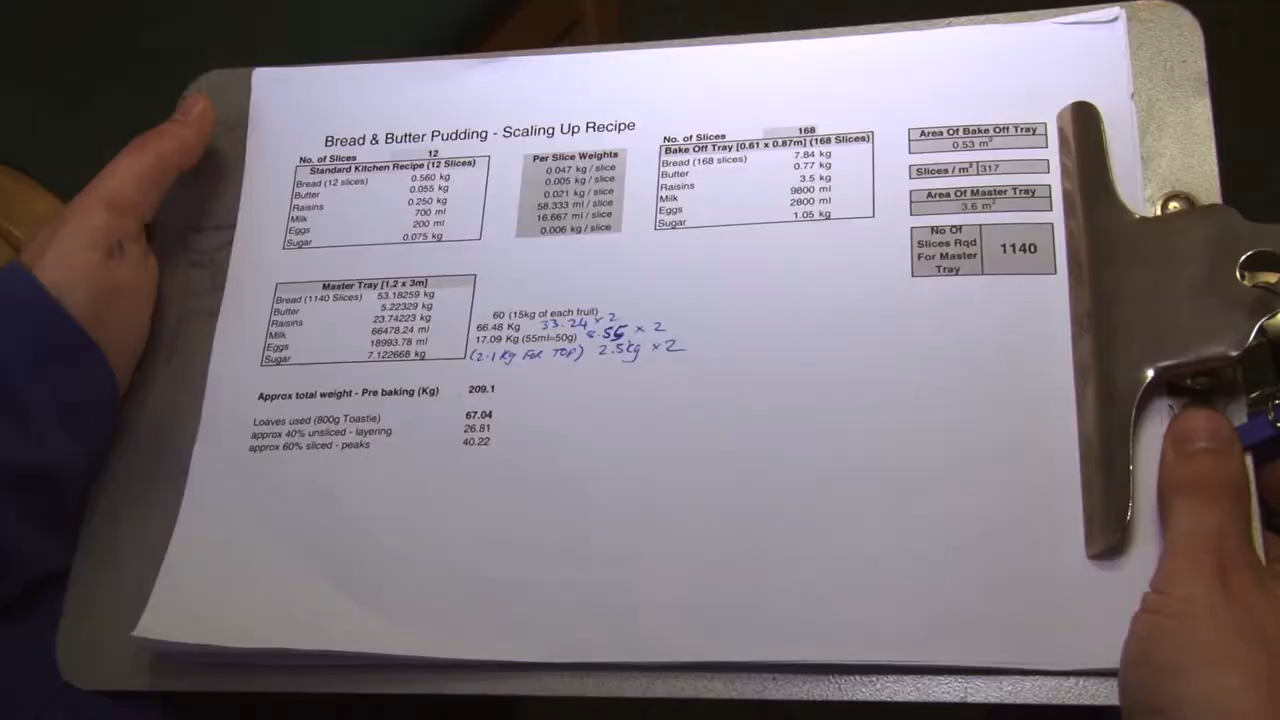 Bread & Butter Pudding - Scaling Up Recipe
No. of Slices 12
Standard Kitchen Recipe (12 Slices)
Bread (12 slices) 0.560 kg
Butter 0.055 kg
Raisins 0.250 kg
Milk 700 ml
Eggs 200 ml
Sugar 0.075 kg
Per Slice Weights
0.047 kg / slice
0.005 kg / slice
0.021 kg / slice
58.333 ml / slice
16.667 ml / slice
0.006 kg / slice
No. of Slices 168
Bake Off Tray [0.61 x 0.87m] (168 Slices)
Bread (168 slices) 7.84 kg
Butter 0.77 kg
Raisins 3.5 kg
Milk 9800 ml
Eggs 2800 ml
Sugar 1.05 kg
Area Of Bake Off Tray
0.53 m²
Slices / m² 317
Area Of Master Tray
3.6 m²
No Of
Slices Rqd
For Master
Tray
1140
Master Tray [1.2 x 3m]
Bread (1140 Slices) 53.18259 kg
Butter 5.22329 kg
Raisins 23.74223 kg
Milk 66478.24 ml
Eggs 18993.78 ml
Sugar 7.122668 kg
60 (15kg of each fruit)
66.48 Kg 33.24 x 2
17.09 Kg (55ml=50g) 8.55 x 2
(2.1 Kg FOR TOP) 2.5kg x 2
Approx total weight - Pre baking (Kg) 209.1
Loaves used (800g Toastie) 67.04
approx 40% unsliced - layering 26.81
approx 60% sliced - peaks 40.22